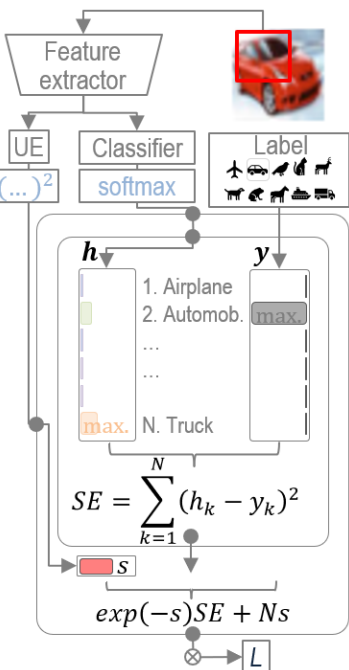 Feature
extractor
UE
Classifier
Label
(…)²
softmax
h
y
1. Airplane
2. Automob.
max.
…
…
max.
N. Truck
SE = \sum_{k=1}^{N} (h_k − y_k)²
s
exp(−s)SE + Ns
⊗
L